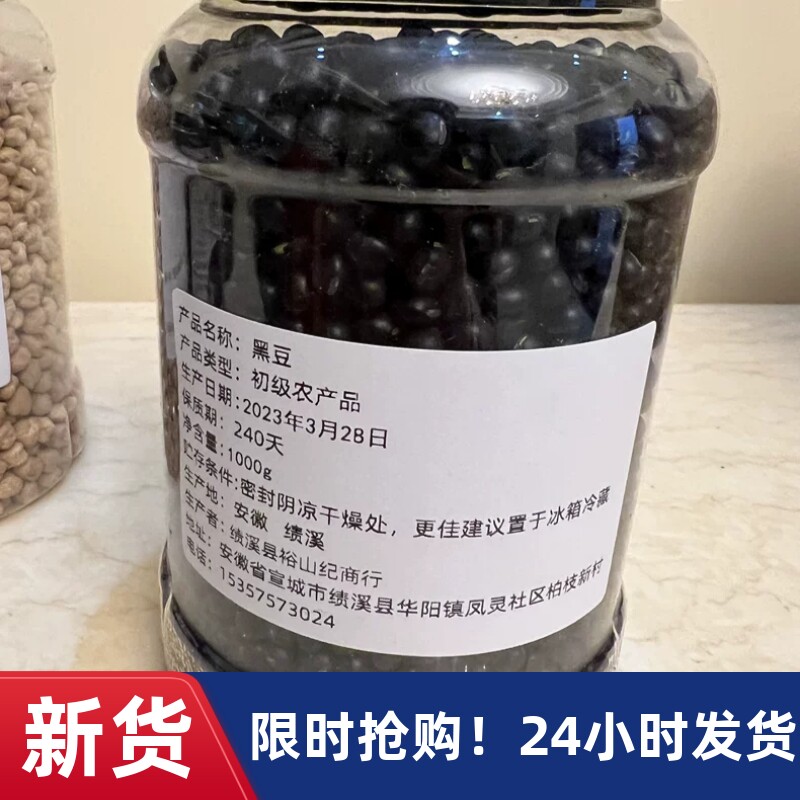 产品名称：黑豆
产品类型：初级农产品
生产日期:2023年3月28日
保质期：240天
净含量:1000g
贮存条件:密封阴凉干燥处，更佳建议置于冰箱冷藏
生产地：安徽 绩溪
生产者:绩溪县裕山纪商行
地址：安徽省宣城市绩溪县华阳镇凤灵社区柏枝新村
电话：15357573024
新货
限时抢购！24小时发货